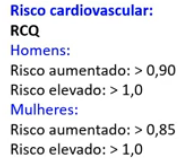 Risco cardiovascular:
RCQ
Homens:
Risco aumentado: > 0,90
Risco elevado: > 1,0
Mulheres:
Risco aumentado: > 0,85
Risco elevado: > 1,0